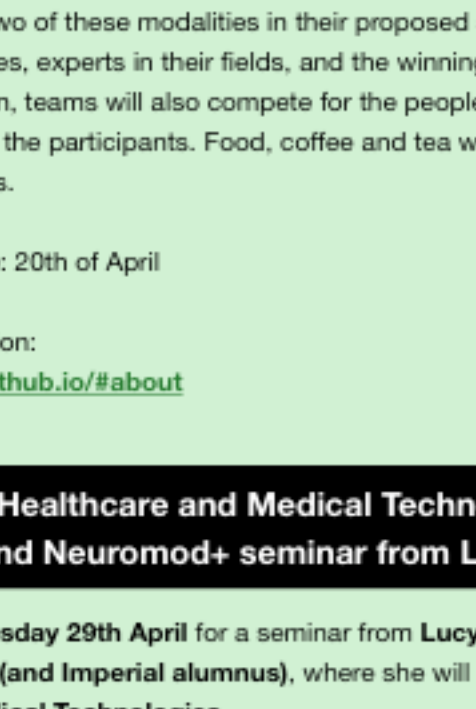 wo of these modalities in their proposed
es, experts in their fields, and the winning
n, teams will also compete for the people
the participants. Food, coffee and tea w
s.
: 20th of April
on:
thub.io/#about
Healthcare and Medical Techn
nd Neuromod+ seminar from L
sday 29th April for a seminar from Lucy
(and Imperial alumnus), where she will
ical Technologies